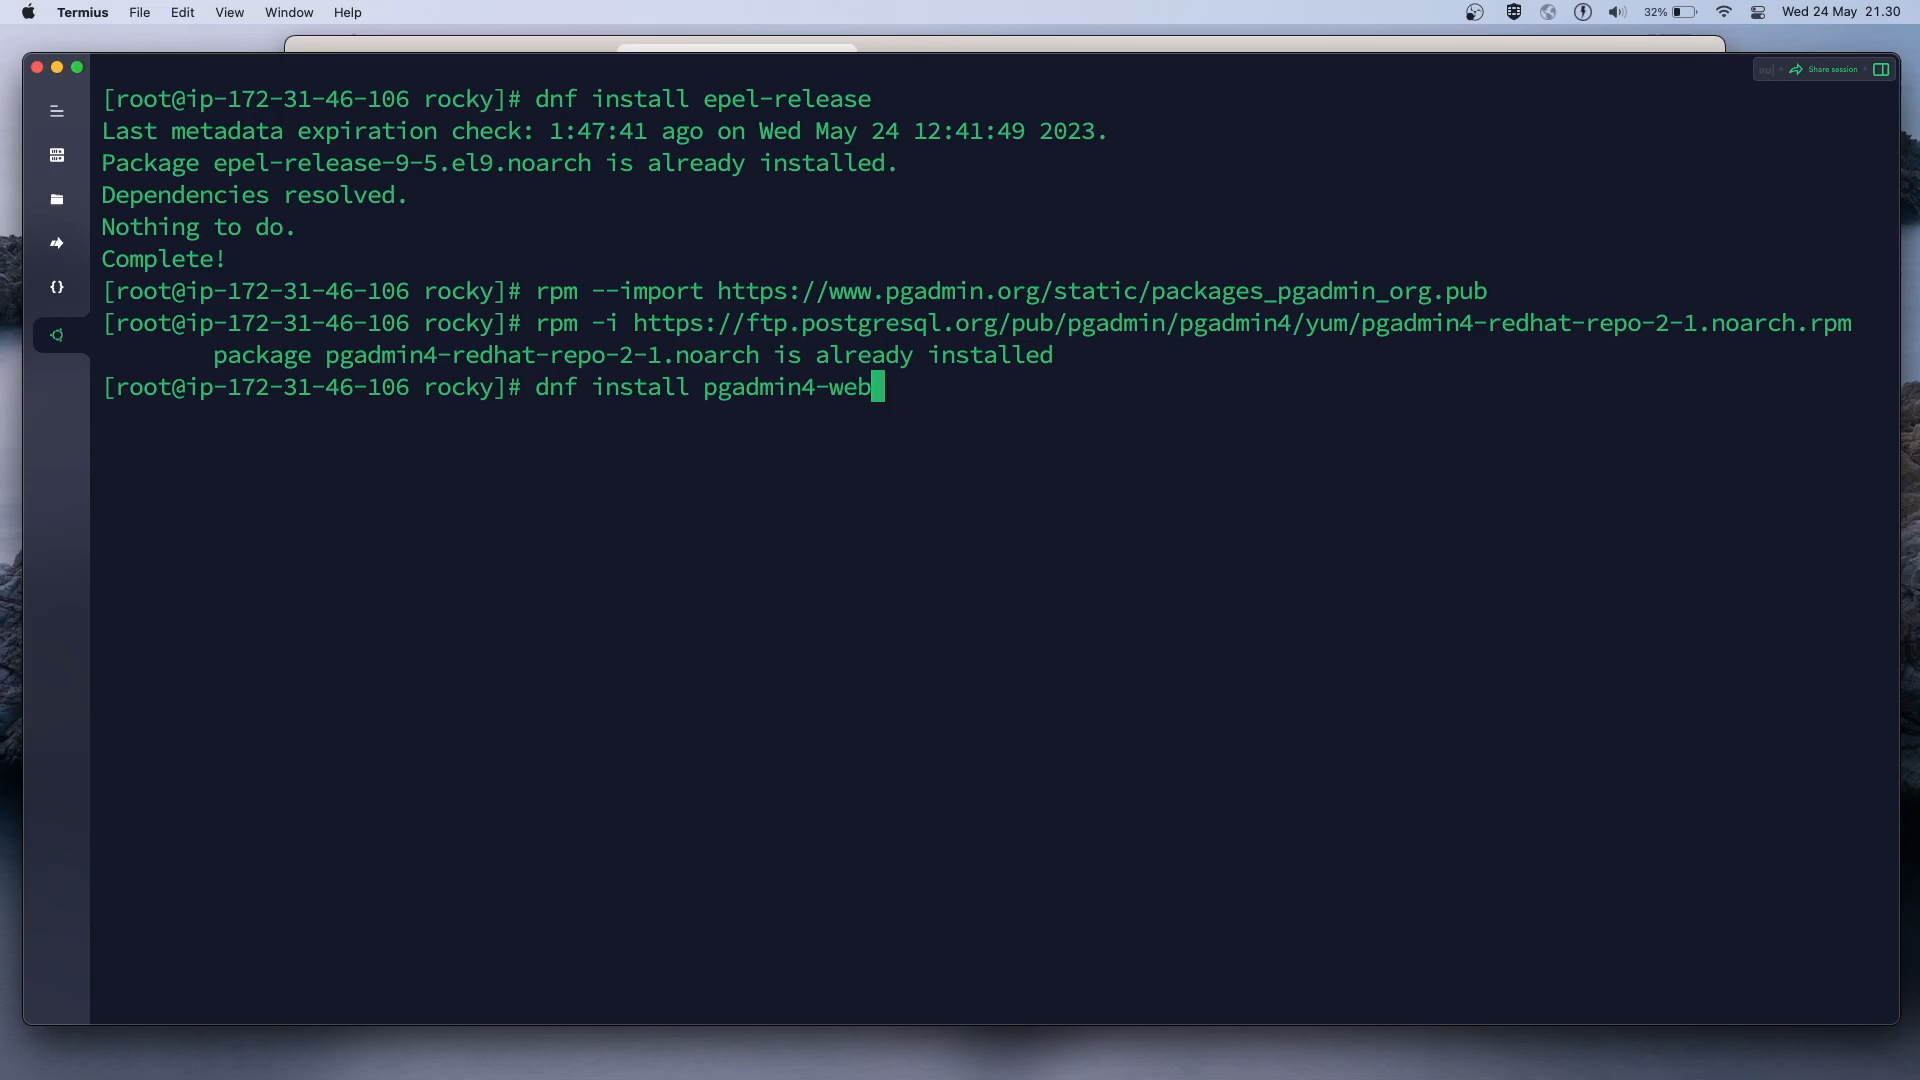 Termius File Edit View Window Help 32% Wed 24 May 21.30
Share session
[root@ip-172-31-46-106 rocky]# dnf install epel-release
Last metadata expiration check: 1:47:41 ago on Wed May 24 12:41:49 2023.
Package epel-release-9-5.el9.noarch is already installed.
Dependencies resolved.
Nothing to do.
Complete!
[root@ip-172-31-46-106 rocky]# rpm --import https://www.pgadmin.org/static/packages_pgadmin_org.pub
[root@ip-172-31-46-106 rocky]# rpm -i https://ftp.postgresql.org/pub/pgadmin/pgadmin4/yum/pgadmin4-redhat-repo-2-1.noarch.rpm
package pgadmin4-redhat-repo-2-1.noarch is already installed
[root@ip-172-31-46-106 rocky]# dnf install pgadmin4-web